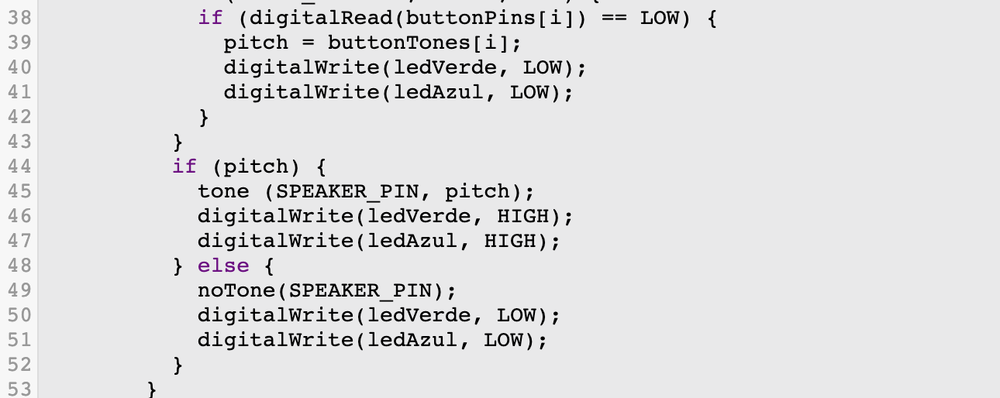 38 if (digitalRead(buttonPins[i]) == LOW) {
39 pitch = buttonTones[i];
40 digitalWrite(ledVerde, LOW);
41 digitalWrite(ledAzul, LOW);
42 }
43 }
44 if (pitch) {
45 tone (SPEAKER_PIN, pitch);
46 digitalWrite(ledVerde, HIGH);
47 digitalWrite(ledAzul, HIGH);
48 } else {
49 noTone(SPEAKER_PIN);
50 digitalWrite(ledVerde, LOW);
51 digitalWrite(ledAzul, LOW);
52 }
53 }